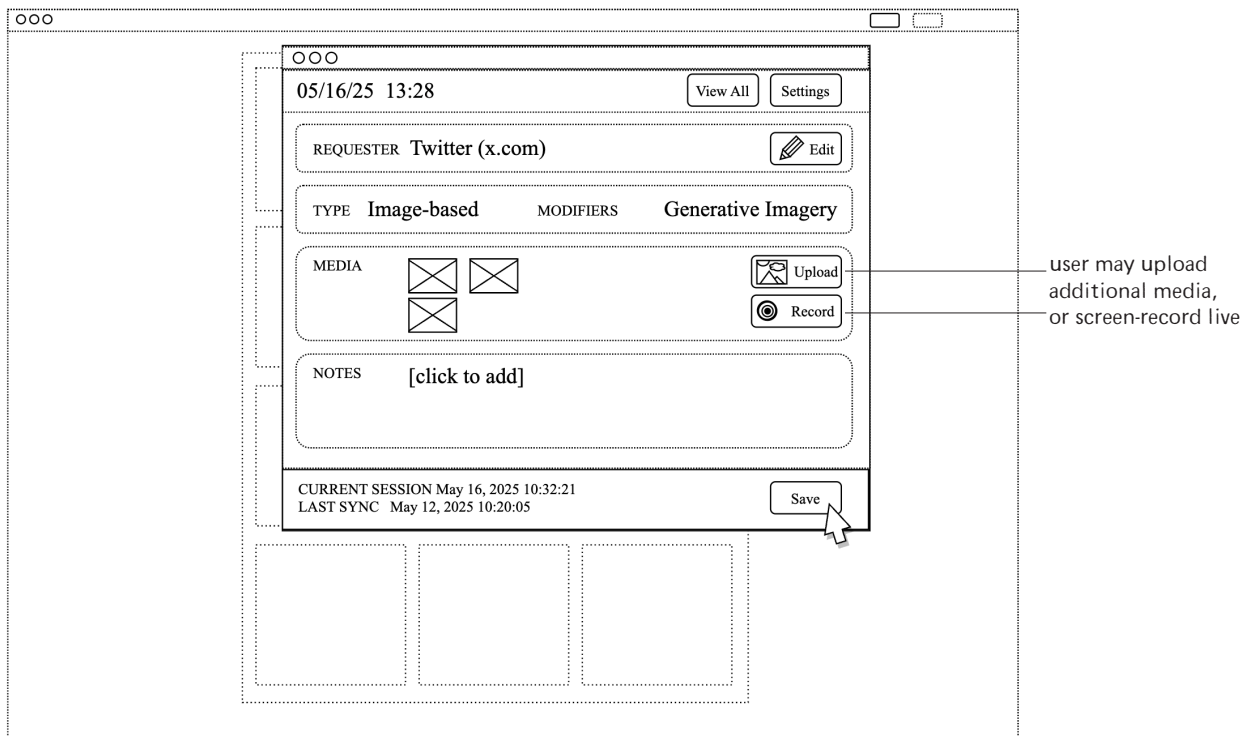 05/16/25 13:28
View All
Settings
REQUESTER Twitter (x.com)
Edit
TYPE Image-based MODIFIERS Generative Imagery
MEDIA
Upload
Record
user may upload
additional media,
or screen-record live
NOTES [click to add]
CURRENT SESSION May 16, 2025 10:32:21
LAST SYNC May 12, 2025 10:20:05
Save